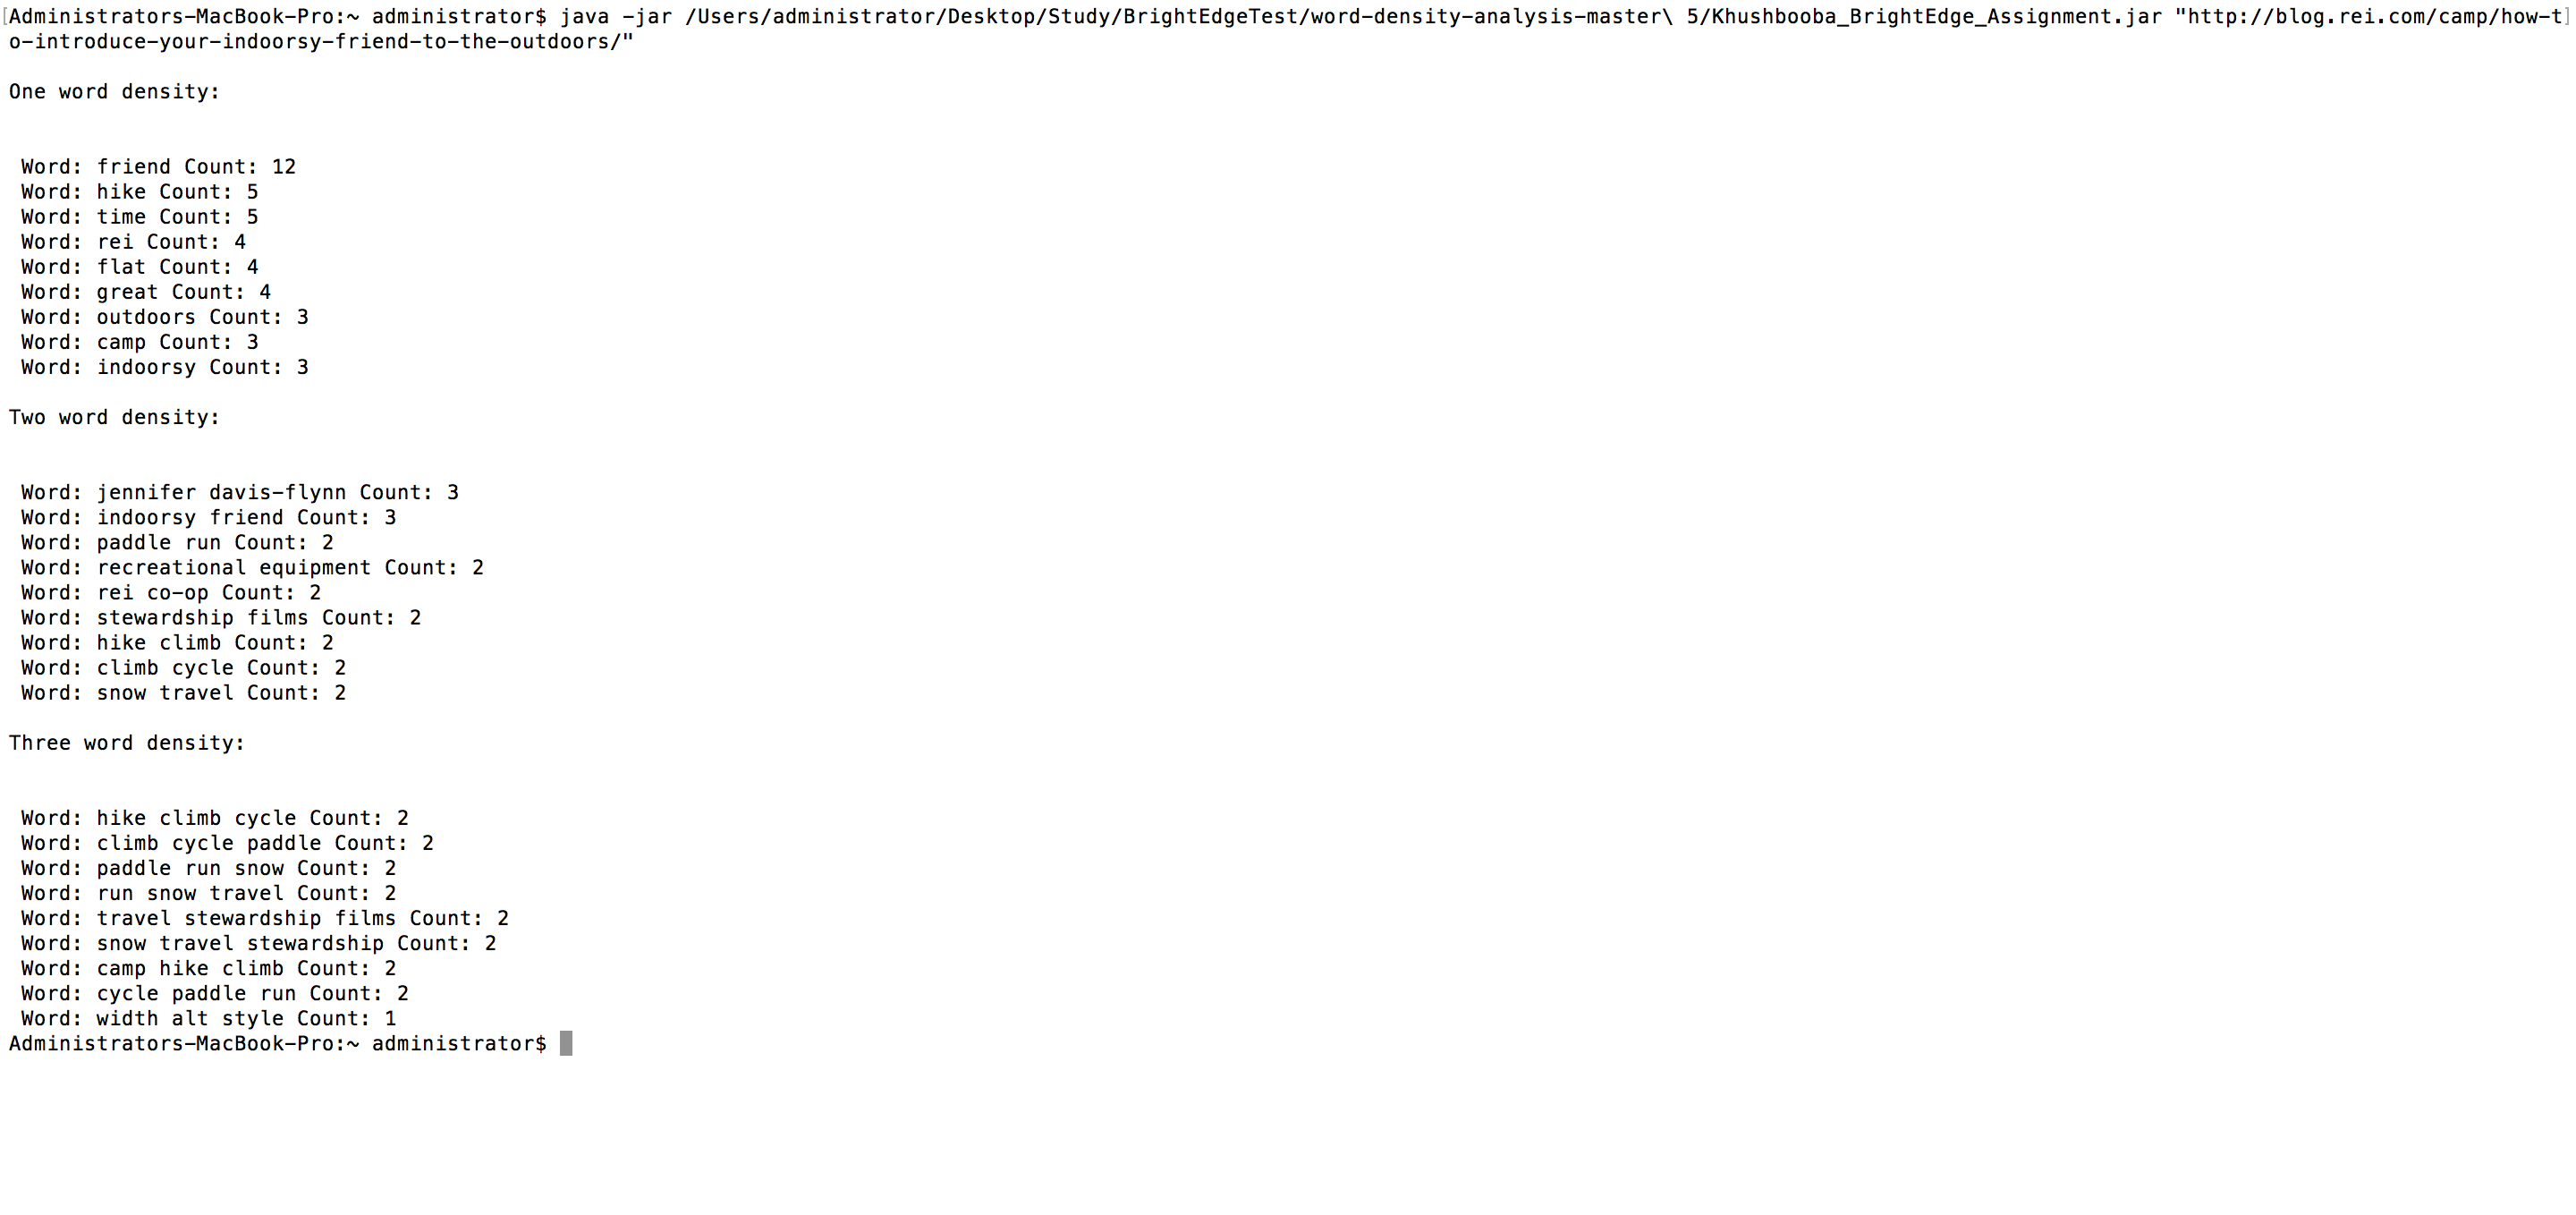 [Administrators-MacBook-Pro:~ administrator$ java -jar /Users/administrator/Desktop/Study/BrightEdgeTest/word-density-analysis-master\ 5/Khushbooba_BrightEdge_Assignment.jar "http://blog.rei.com/camp/how-t]
o-introduce-your-indoorsy-friend-to-the-outdoors/"
One word density:
Word: friend Count: 12
Word: hike Count: 5
Word: time Count: 5
Word: rei Count: 4
Word: flat Count: 4
Word: great Count: 4
Word: outdoors Count: 3
Word: camp Count: 3
Word: indoorsy Count: 3
Two word density:
Word: jennifer davis-flynn Count: 3
Word: indoorsy friend Count: 3
Word: paddle run Count: 2
Word: recreational equipment Count: 2
Word: rei co-op Count: 2
Word: stewardship films Count: 2
Word: hike climb Count: 2
Word: climb cycle Count: 2
Word: snow travel Count: 2
Three word density:
Word: hike climb cycle Count: 2
Word: climb cycle paddle Count: 2
Word: paddle run snow Count: 2
Word: run snow travel Count: 2
Word: travel stewardship films Count: 2
Word: snow travel stewardship Count: 2
Word: camp hike climb Count: 2
Word: cycle paddle run Count: 2
Word: width alt style Count: 1
Administrators-MacBook-Pro:~ administrator$